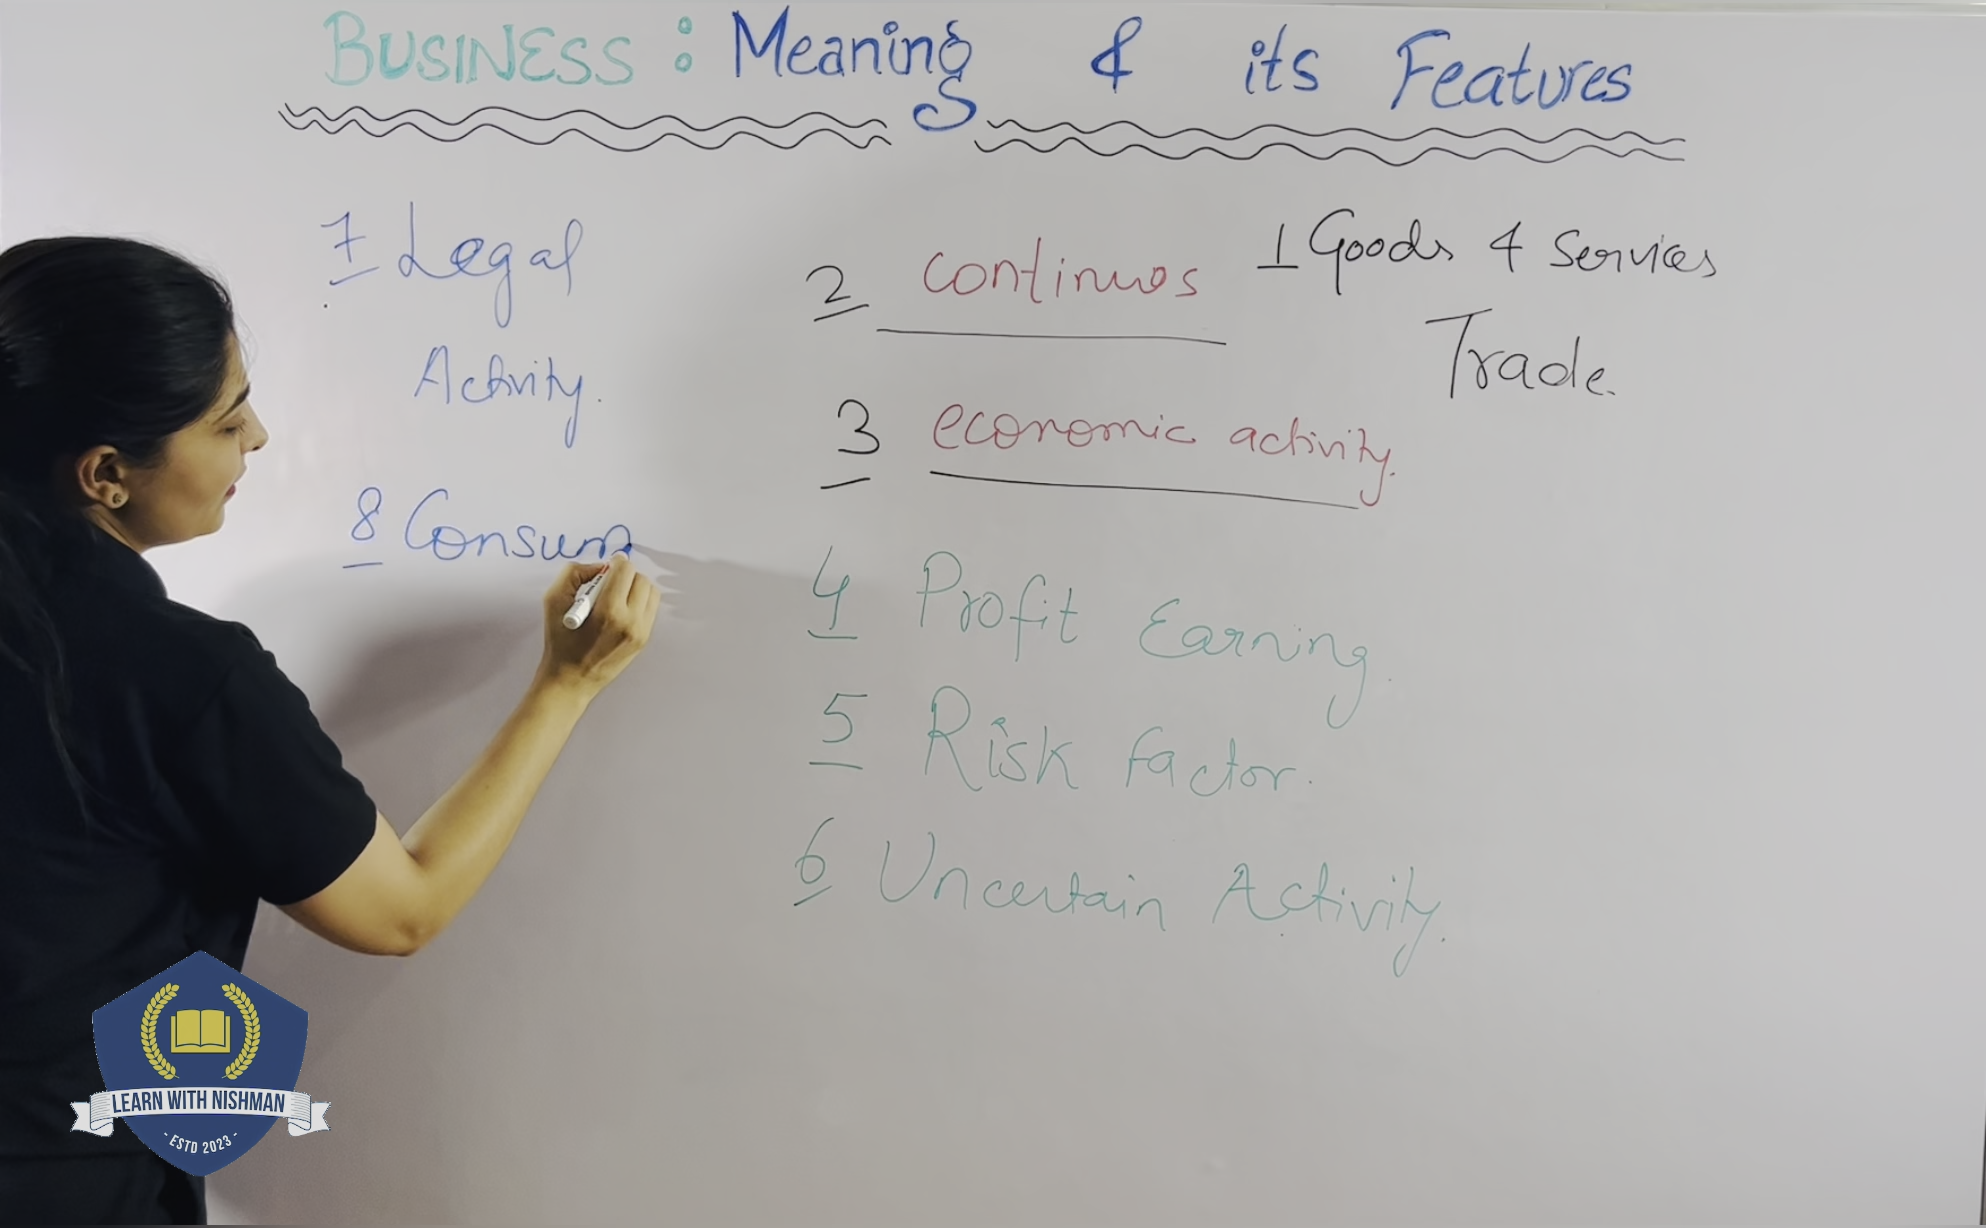 BUSINESS : Meaning & its Features
1 Goods & Services
Trade.
2 continuos
3 economic activity.
4 Profit Earning.
5 Risk factor.
6 Uncertain Activity.
7 Legal
Activity.
8 Consum
LEARN WITH NISHMAN
- ESTD 2023 -